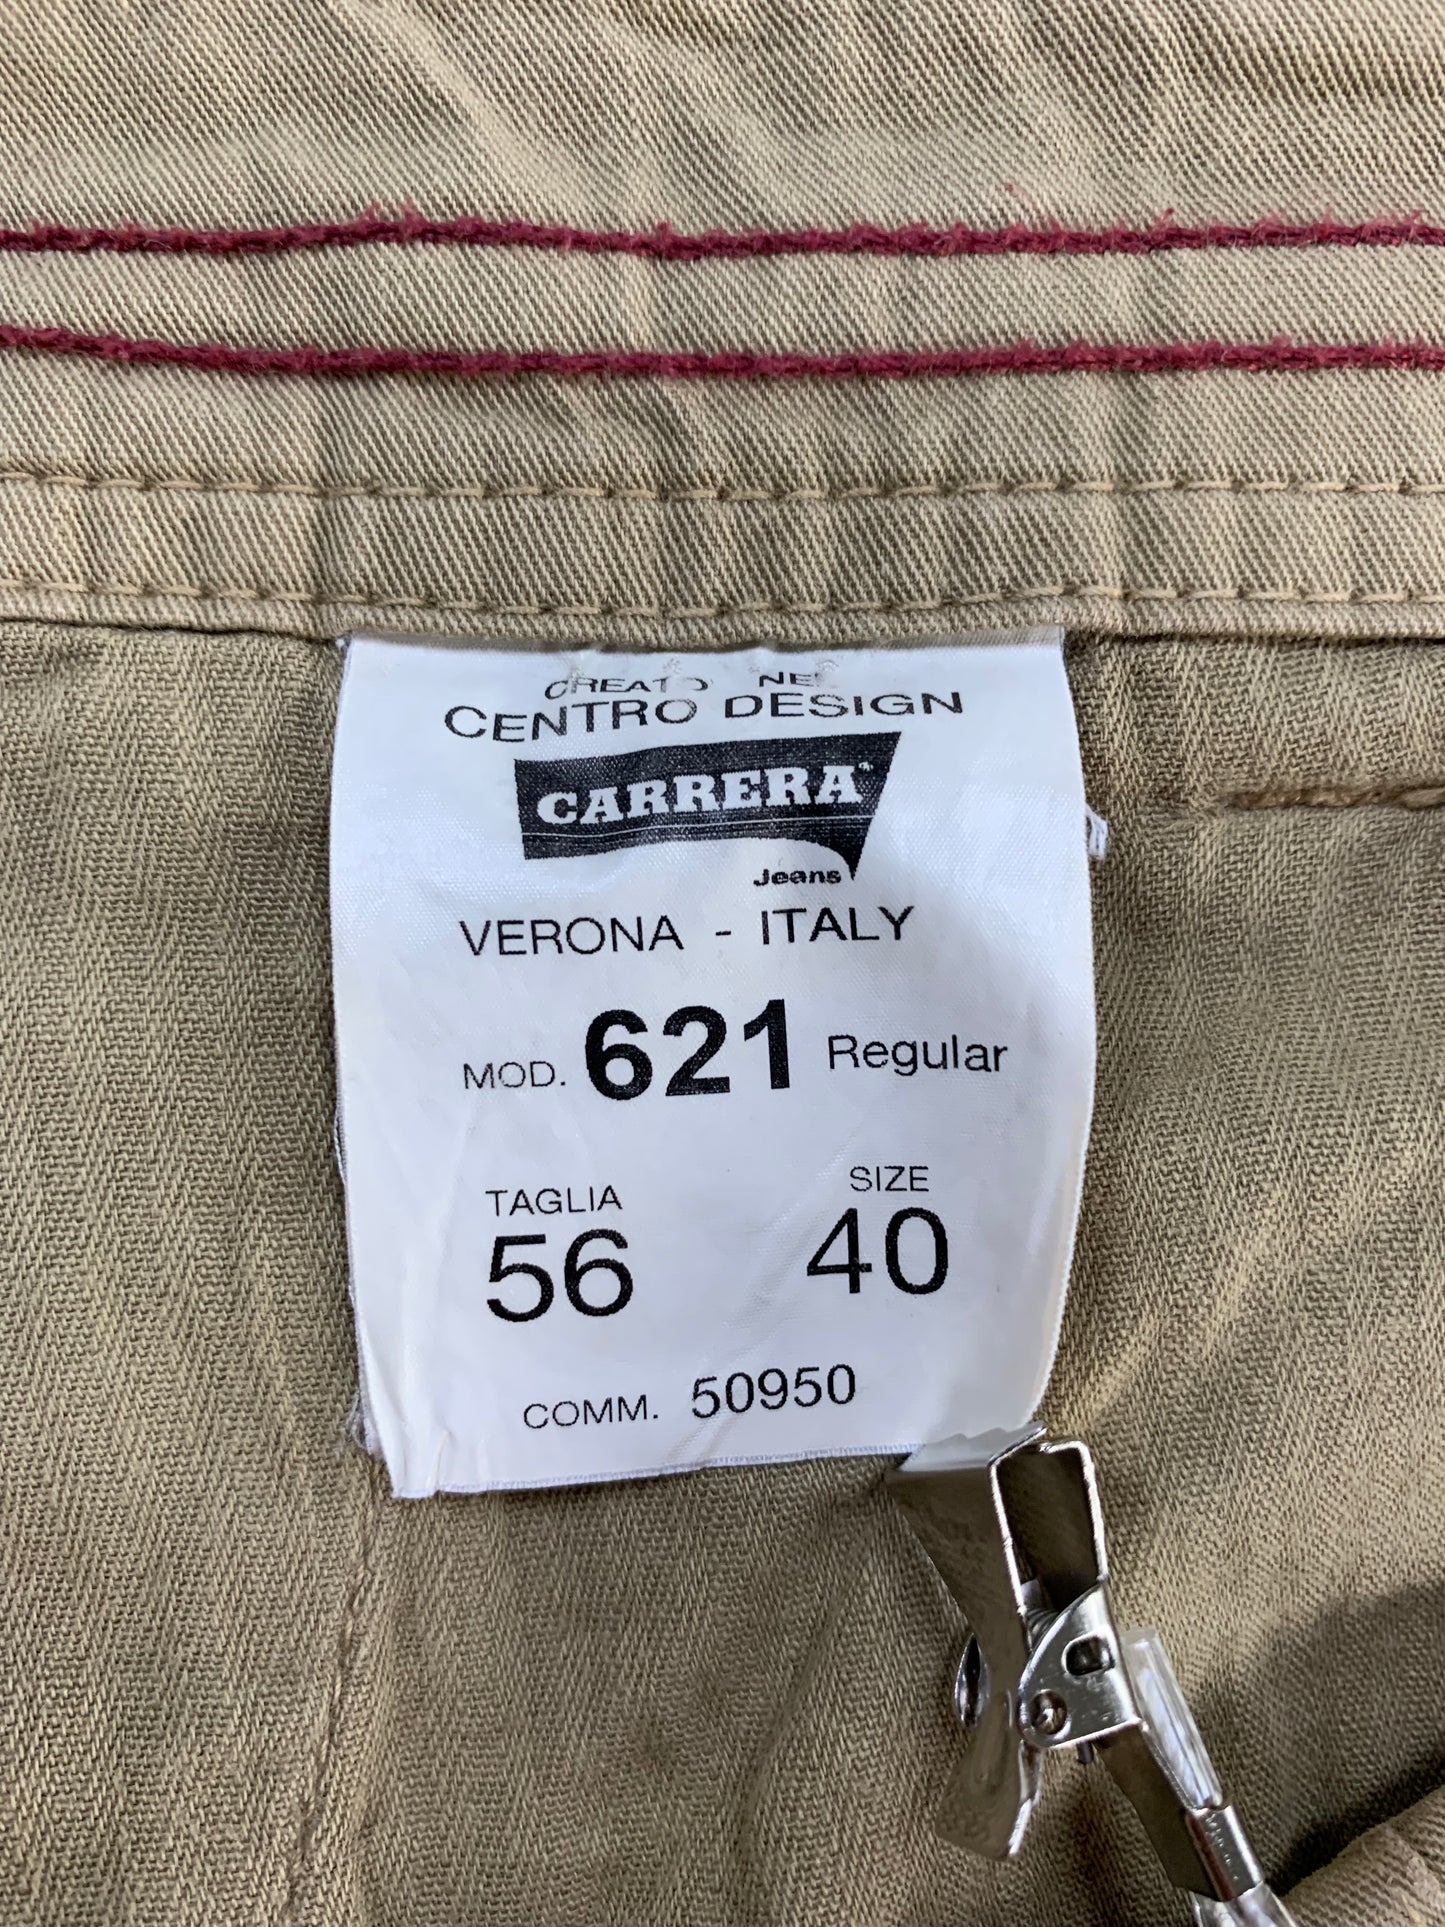 CREATO NEL
CENTRO DESIGN
CARRERA
Jeans
VERONA - ITALY
MOD. 621 Regular
TAGLIA SIZE
56 40
COMM. 50950